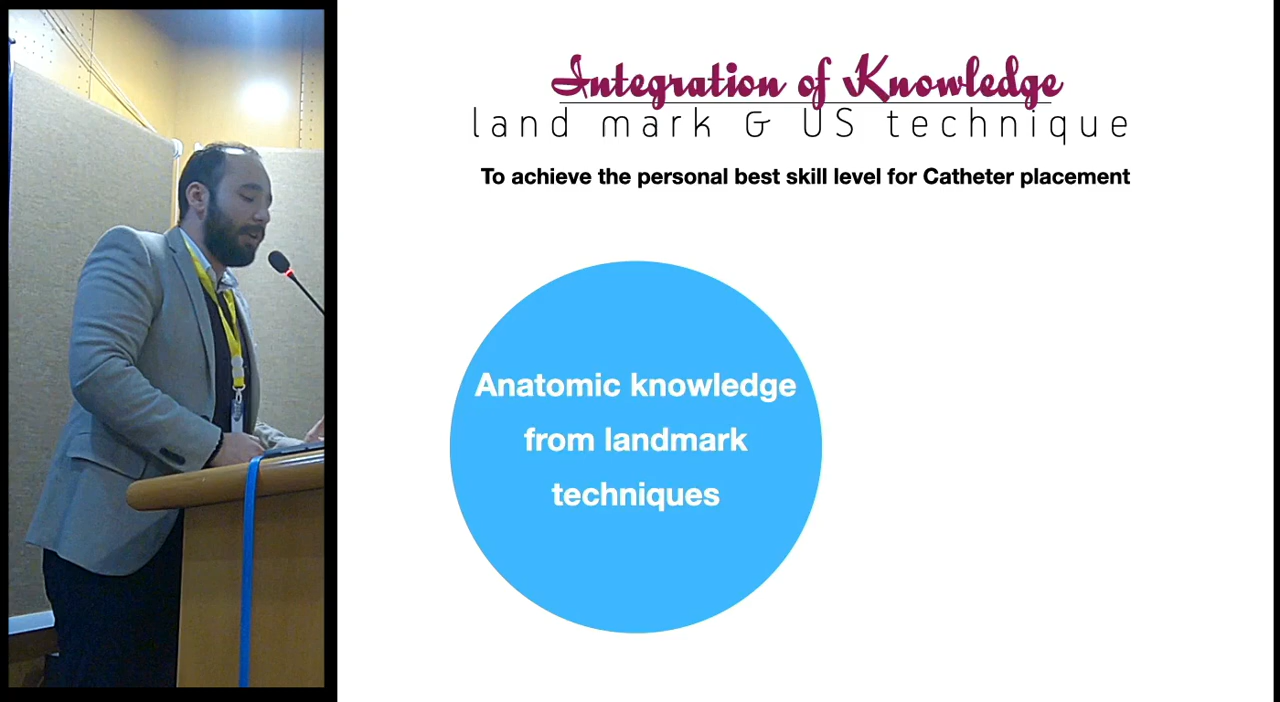 Integration of Knowledge
land mark & US technique
To achieve the personal best skill level for Catheter placement
Anatomic knowledge
from landmark
techniques